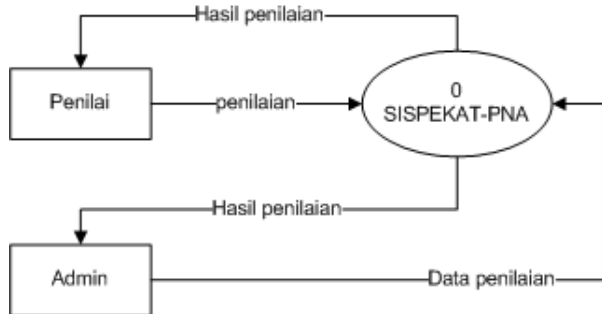 Hasil penilaian
Penilai
penilaian
0
SISPEKAT-PNA
Hasil penilaian
Admin
Data penilaian